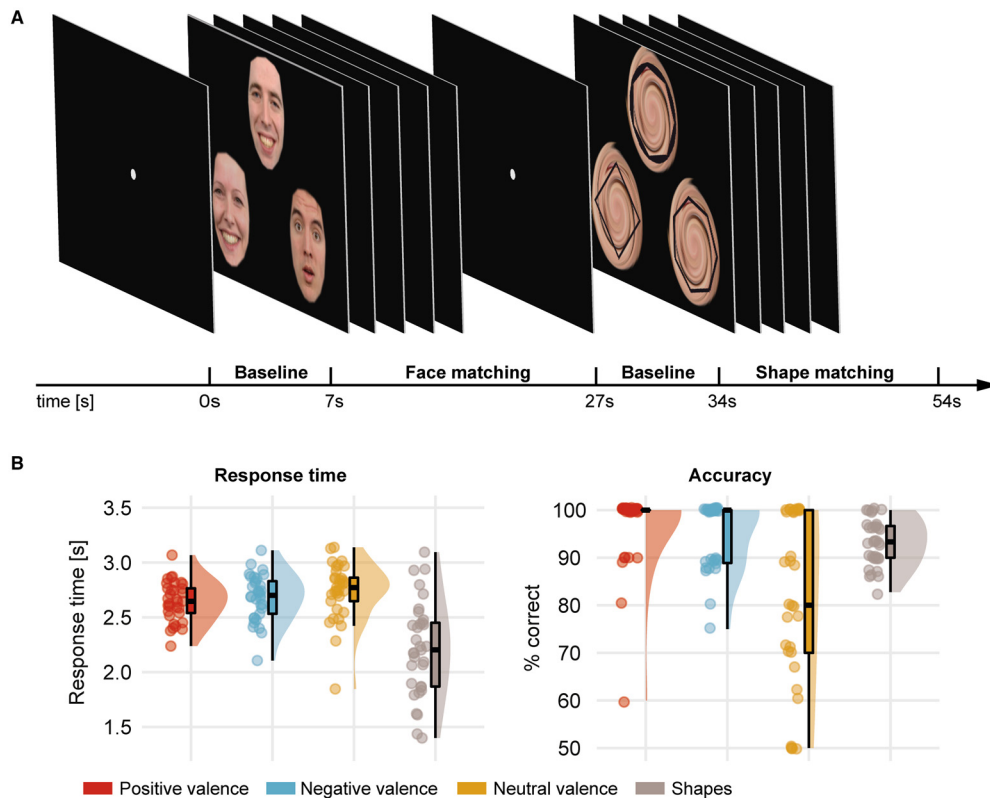 A
Baseline Face matching Baseline Shape matching
time [s] 0s 7s 27s 34s 54s
B
Response time
Response time [s]
3.5
3.0
2.5
2.0
1.5
Accuracy
% correct
100
90
80
70
60
50
Positive valence Negative valence Neutral valence Shapes